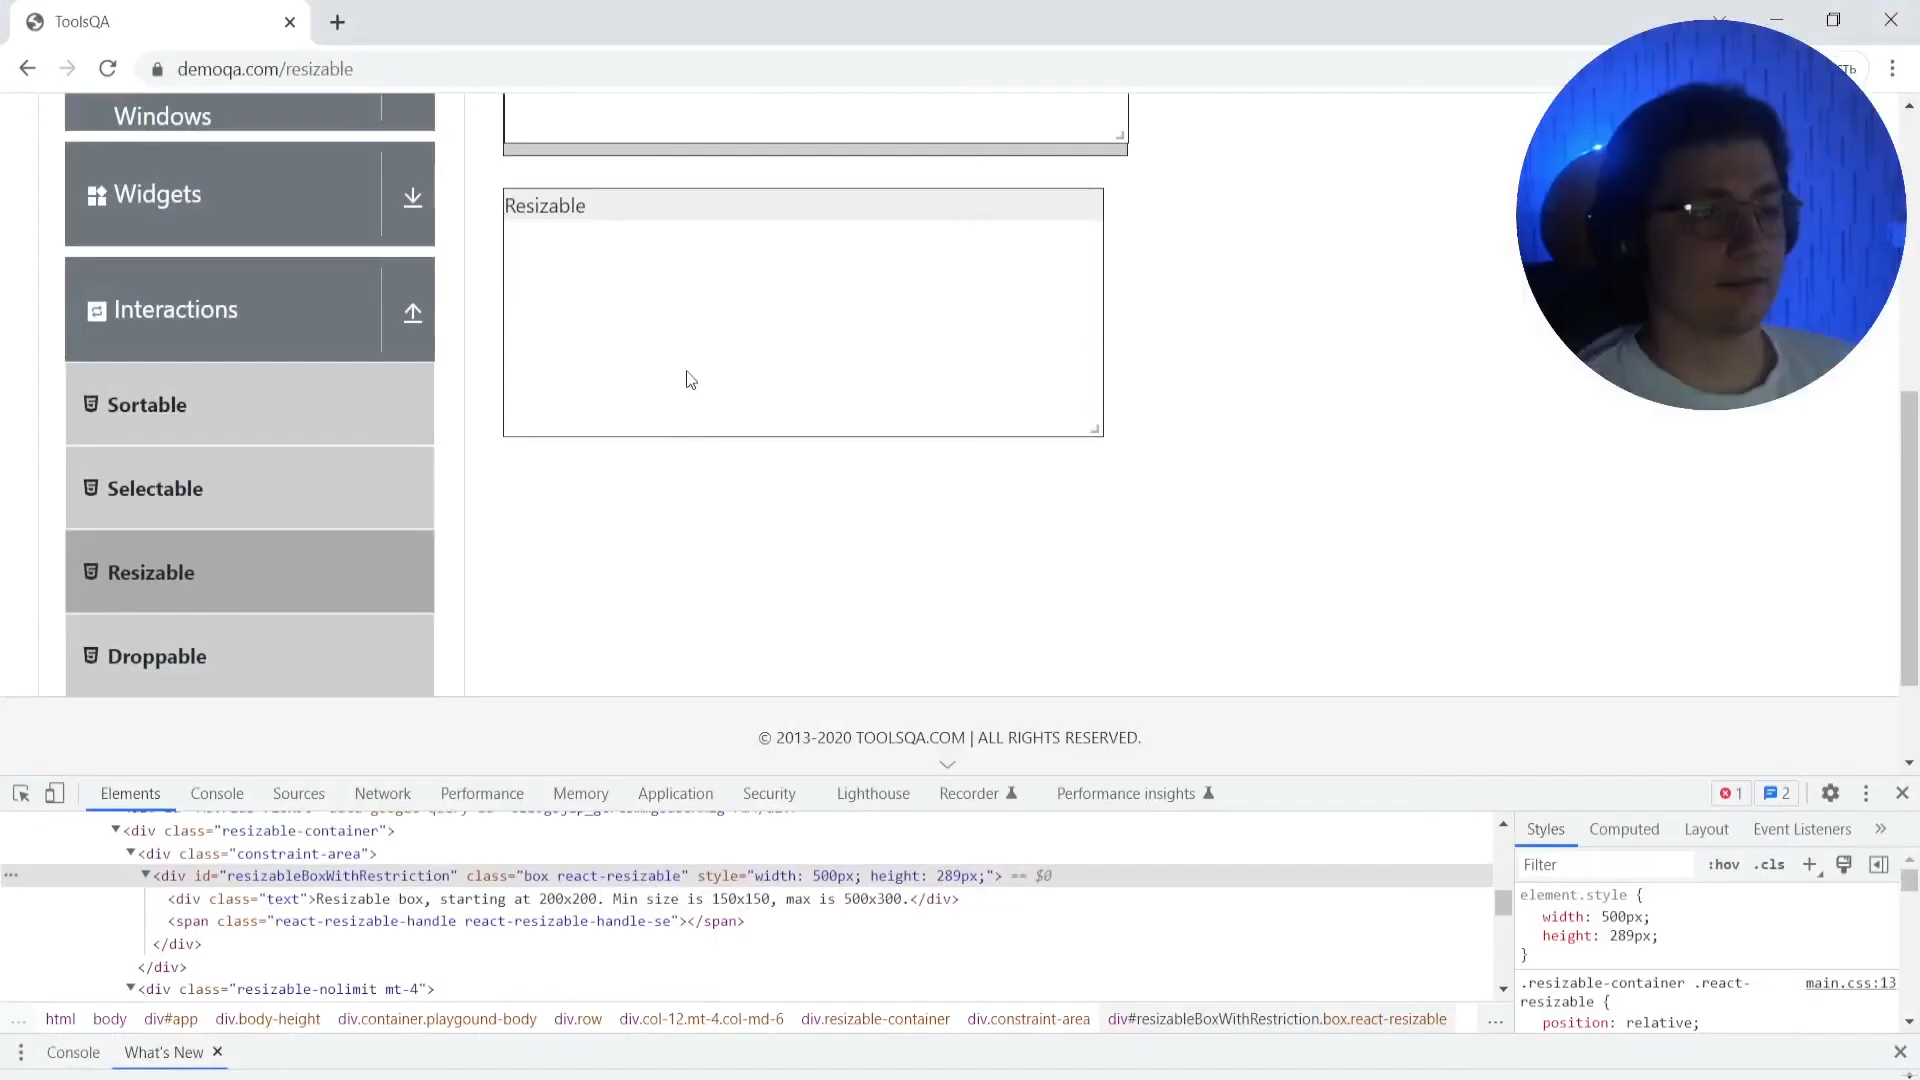 ToolsQA
demoqa.com/resizable
ть
Windows
Widgets
Interactions
Sortable
Selectable
Resizable
Droppable
Resizable
© 2013-2020 TOOLSQA.COM | ALL RIGHTS RESERVED.
Elements Console Sources Network Performance Memory Application Security Lighthouse Recorder Performance insights 1 2
<div class="resizable-container">
<div class="constraint-area">
<div id="resizableBoxWithRestriction" class="box react-resizable" style="width: 500px; height: 289px;"> == $0
<div class="text">Resizable box, starting at 200x200. Min size is 150x150, max is 500x300.</div>
<span class="react-resizable-handle react-resizable-handle-se"></span>
</div>
</div>
<div class="resizable-nolimit mt-4">
... html body div#app div.body-height div.container.playgound-body div.row div.col-12.mt-4.col-md-6 div.resizable-container div.constraint-area div#resizableBoxWithRestriction.box.react-resizable ...
Styles Computed Layout Event Listeners
Filter :hov .cls
element.style {
width: 500px;
height: 289px;
}
.resizable-container .react- main.css:13
resizable {
position: relative;
Console What's New